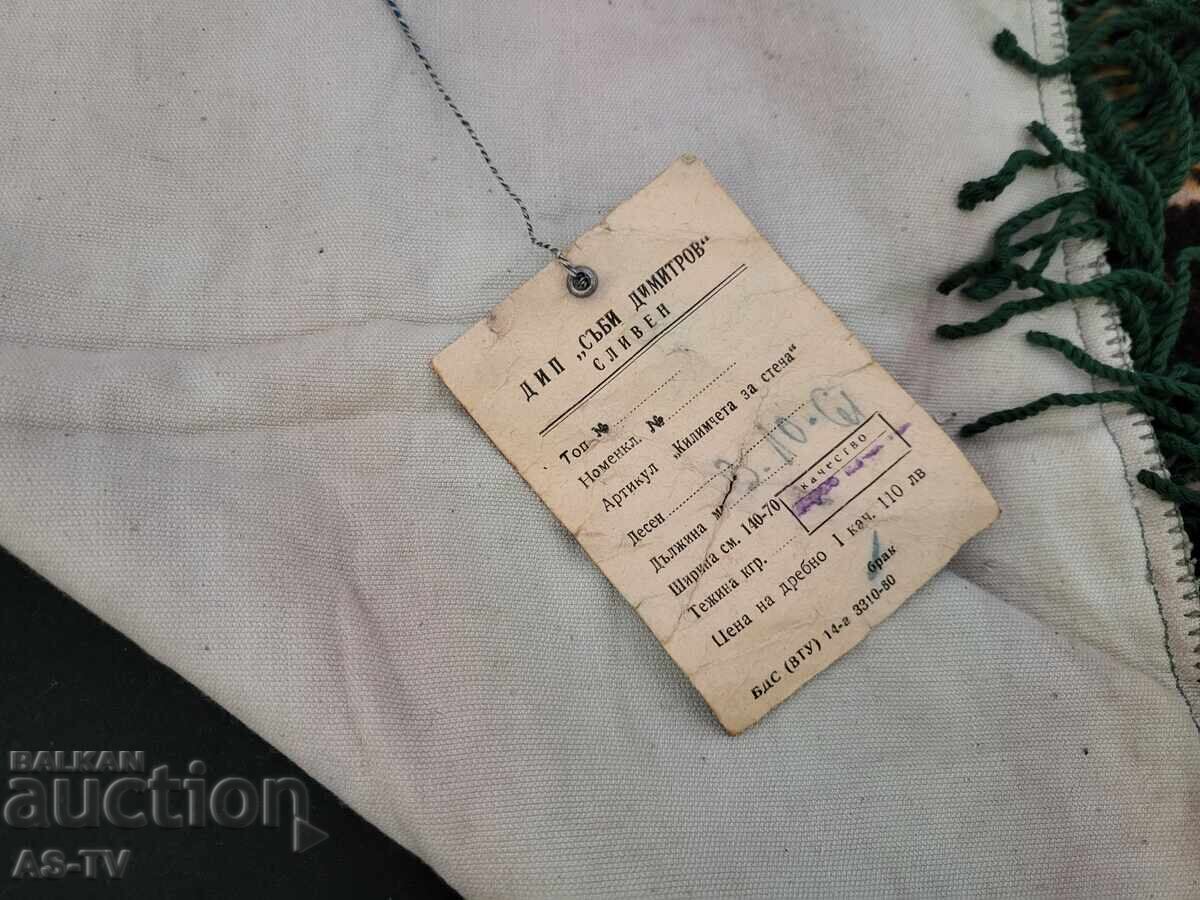 ДИП „СЪБИ ДИМИТРОВ“
СЛИВЕН
Топ №
Номенкл. №
Артикул „Килимчета за стена“
Десен
Дължина м
Ширина см. 140-70
качество
Тежина кгр.
Цена на дребно I кач. 110 лв
брак
БДС (ВТУ) 14-а 3310-80
BALKAN
auction
AS-TV